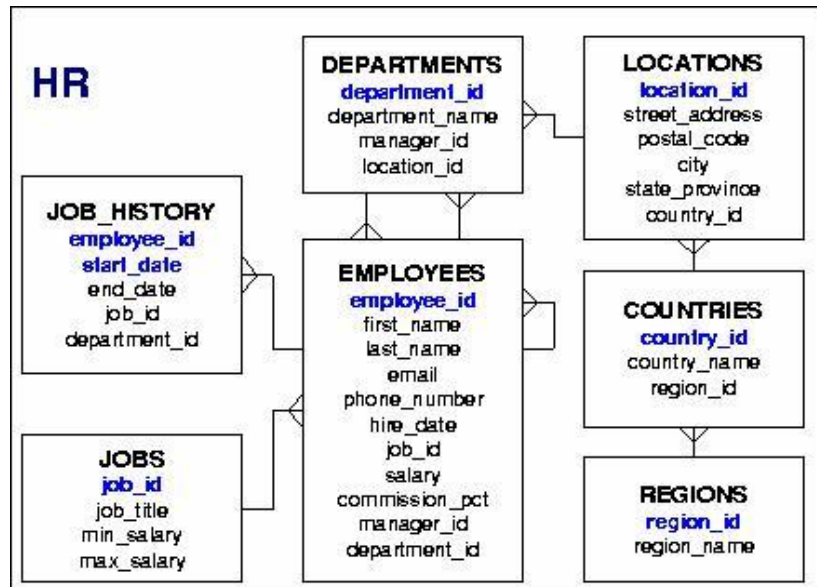 HR
DEPARTMENTS
department_id
department_name
manager_id
location_id
LOCATIONS
location_id
street_address
postal_code
city
state_province
country_id
JOB_HISTORY
employee_id
start_date
end_date
job_id
department_id
EMPLOYEES
employee_id
first_name
last_name
email
phone_number
hire_date
job_id
salary
commission_pct
manager_id
department_id
COUNTRIES
country_id
country_name
region_id
JOBS
job_id
job_title
min_salary
max_salary
REGIONS
region_id
region_name